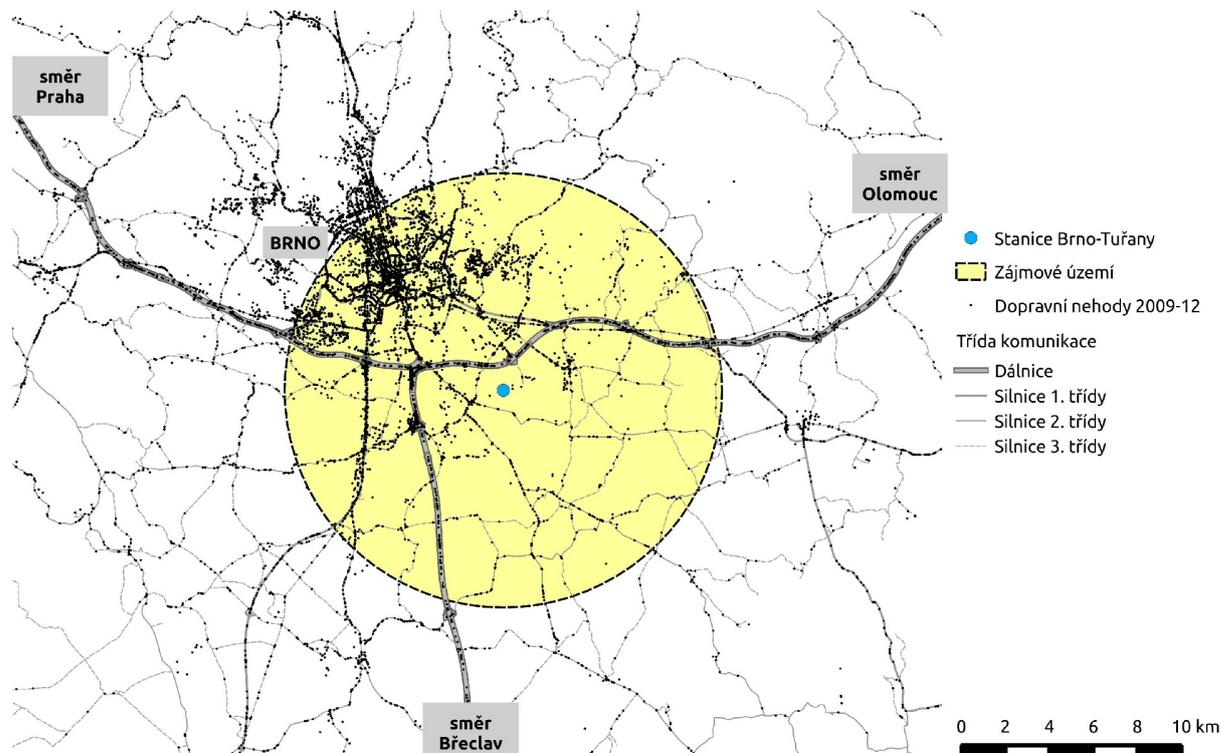 směr
Praha
BRNO
směr
Olomouc
směr
Břeclav
Stanice Brno-Tuřany
Zájmové území
Dopravní nehody 2009-12
Třída komunikace
Dálnice
Silnice 1. třídy
Silnice 2. třídy
Silnice 3. třídy
0 2 4 6 8 10 km